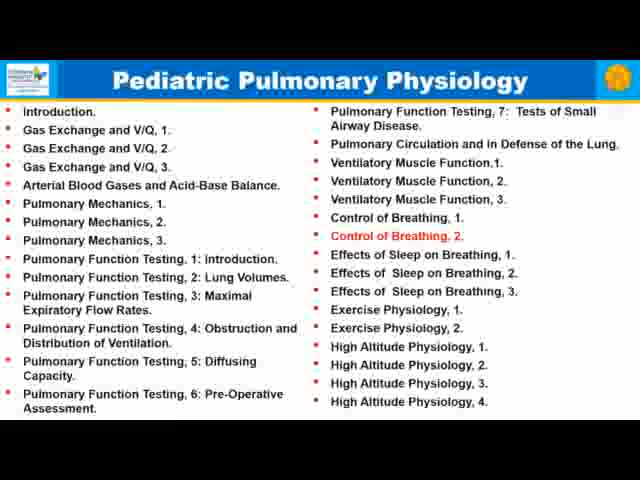 Pediatric Pulmonary Physiology
Introduction.
Gas Exchange and V/Q, 1.
Gas Exchange and V/Q, 2.
Gas Exchange and V/Q, 3.
Arterial Blood Gases and Acid-Base Balance.
Pulmonary Mechanics, 1.
Pulmonary Mechanics, 2.
Pulmonary Mechanics, 3.
Pulmonary Function Testing, 1: Introduction.
Pulmonary Function Testing, 2: Lung Volumes.
Pulmonary Function Testing, 3: Maximal
Expiratory Flow Rates.
Pulmonary Function Testing, 4: Obstruction and
Distribution of Ventilation.
Pulmonary Function Testing, 5: Diffusing
Capacity.
Pulmonary Function Testing, 6: Pre-Operative
Assessment.
Pulmonary Function Testing, 7: Tests of Small
Airway Disease.
Pulmonary Circulation and in Defense of the Lung.
Ventilatory Muscle Function,1.
Ventilatory Muscle Function, 2.
Ventilatory Muscle Function, 3.
Control of Breathing, 1.
Control of Breathing, 2.
Effects of Sleep on Breathing, 1.
Effects of Sleep on Breathing, 2.
Effects of Sleep on Breathing, 3.
Exercise Physiology, 1.
Exercise Physiology, 2.
High Altitude Physiology, 1.
High Altitude Physiology, 2.
High Altitude Physiology, 3.
High Altitude Physiology, 4.